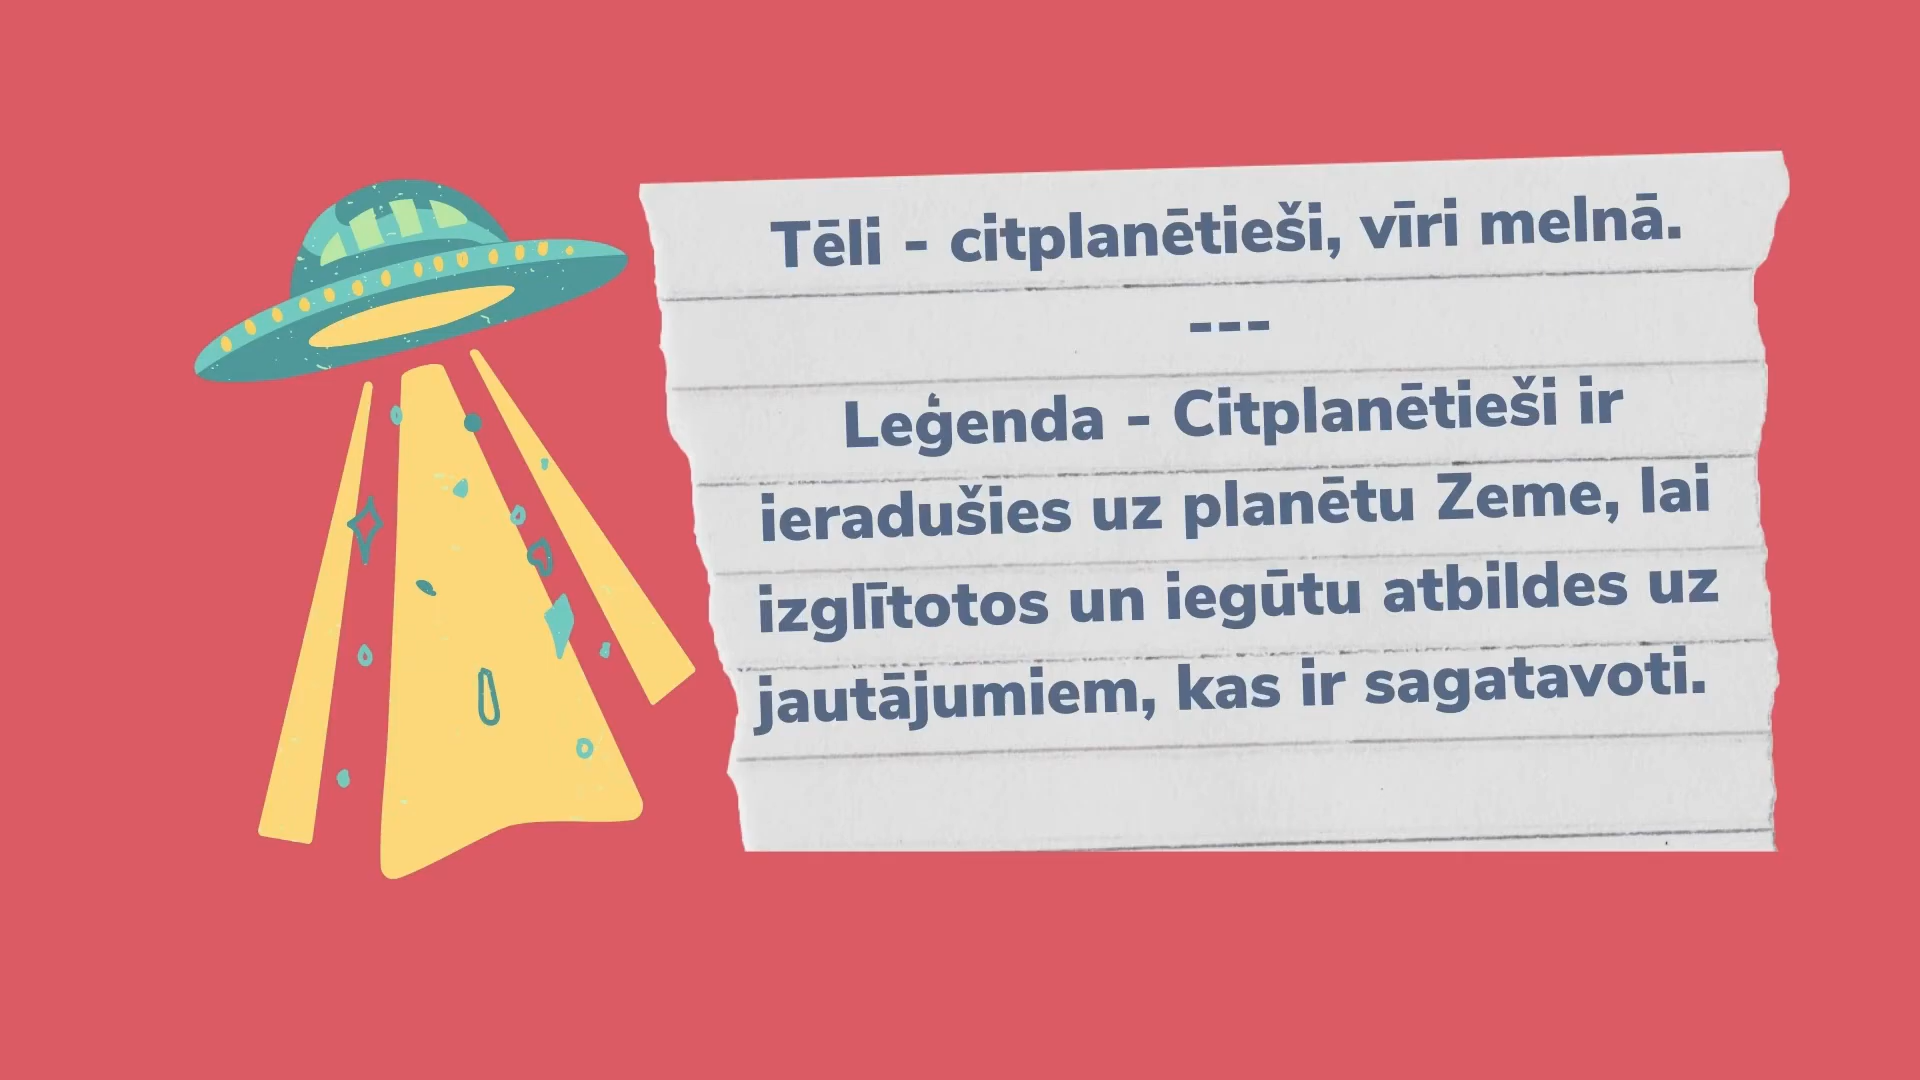 Tēli - citplanētieši, vīri melnā.
---
Leģenda - Citplanētieši ir
ieradušies uz planētu Zeme, lai
izglītotos un iegūtu atbildes uz
jautājumiem, kas ir sagatavoti.